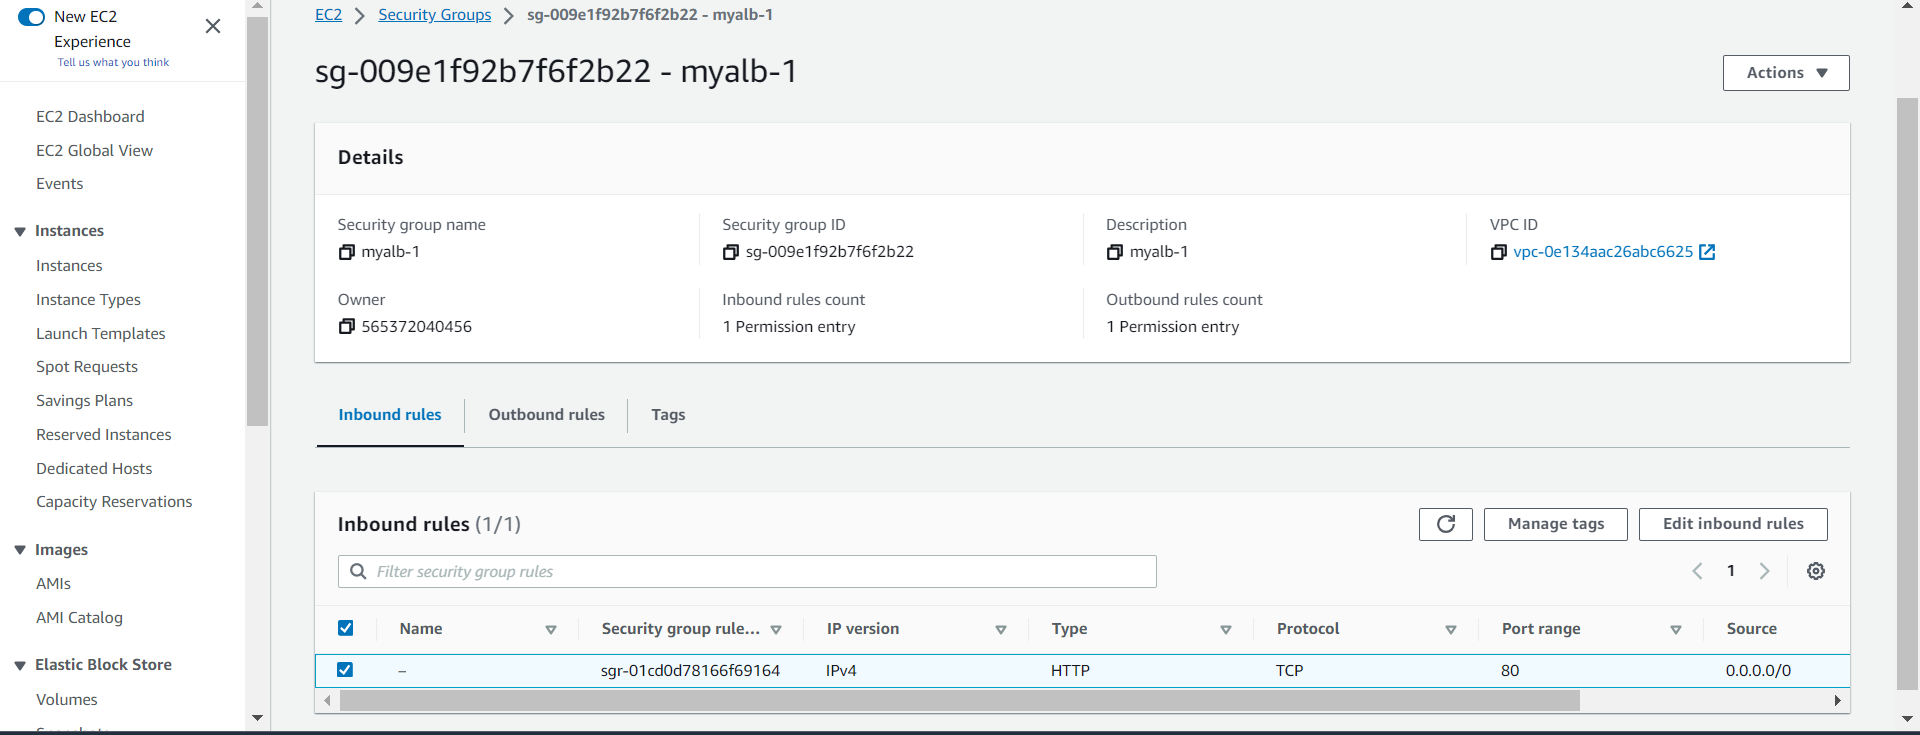 New EC2
Experience
Tell us what you think
EC2 Dashboard
EC2 Global View
Events
Instances
Instances
Instance Types
Launch Templates
Spot Requests
Savings Plans
Reserved Instances
Dedicated Hosts
Capacity Reservations
Images
AMIs
AMI Catalog
Elastic Block Store
Volumes
Snapshots
EC2 Security Groups sg-009e1f92b7f6f2b22 - myalb-1
sg-009e1f92b7f6f2b22 - myalb-1
Actions
Details
Security group name Security group ID Description VPC ID
myalb-1 sg-009e1f92b7f6f2b22 myalb-1 vpc-0e134aac26abc6625
Owner Inbound rules count Outbound rules count
565372040456 1 Permission entry 1 Permission entry
Inbound rules Outbound rules Tags
Inbound rules (1/1) Manage tags Edit inbound rules
Filter security group rules 1
Name Security group rule... IP version Type Protocol Port range Source
– sgr-01cd0d78166f69164 IPv4 HTTP TCP 80 0.0.0.0/0